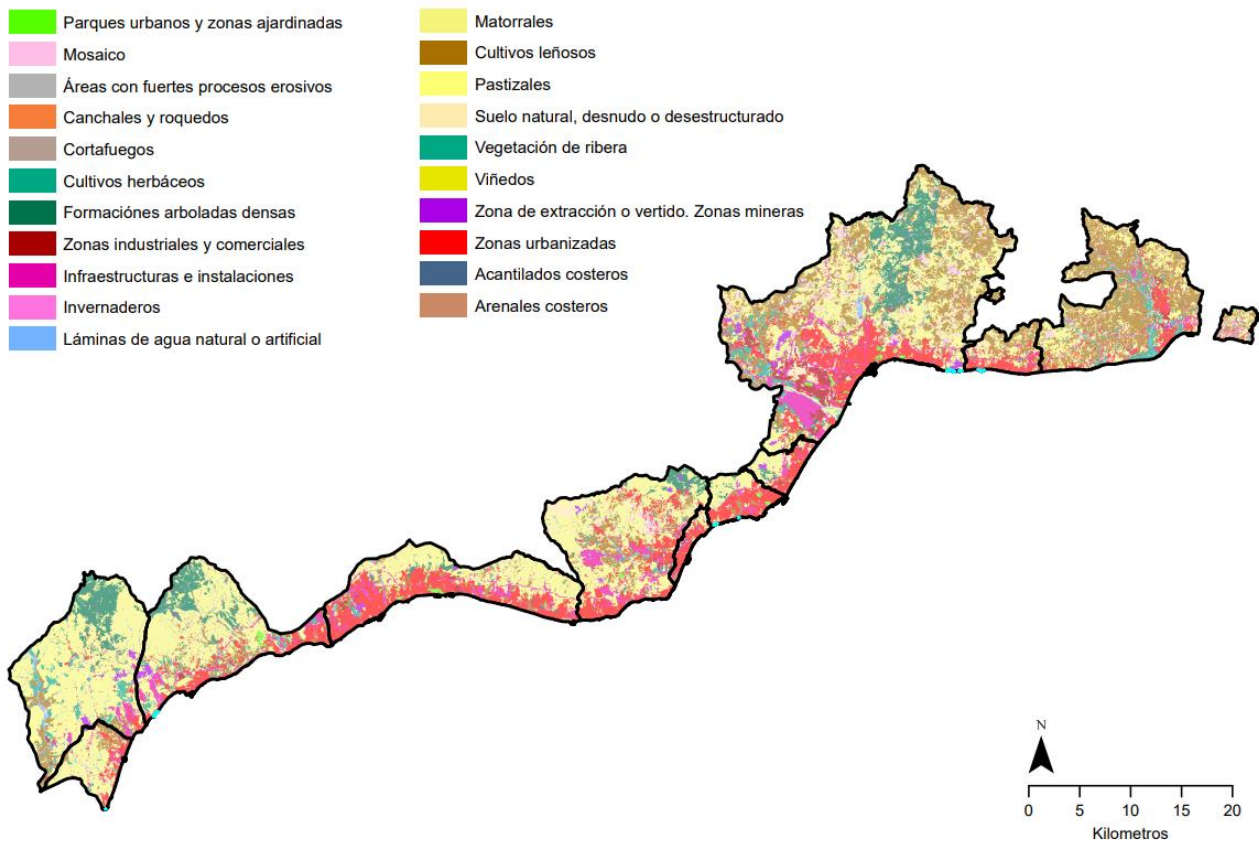 Parques urbanos y zonas ajardinadas
Mosaico
Áreas con fuertes procesos erosivos
Canchales y roquedos
Cortafuegos
Cultivos herbáceos
Formaciónes arboladas densas
Zonas industriales y comerciales
Infraestructuras e instalaciones
Invernaderos
Láminas de agua natural o artificial
Matorrales
Cultivos leñosos
Pastizales
Suelo natural, desnudo o desestructurado
Vegetación de ribera
Viñedos
Zona de extracción o vertido. Zonas mineras
Zonas urbanizadas
Acantilados costeros
Arenales costeros
N
0 5 10 15 20
Kilometros